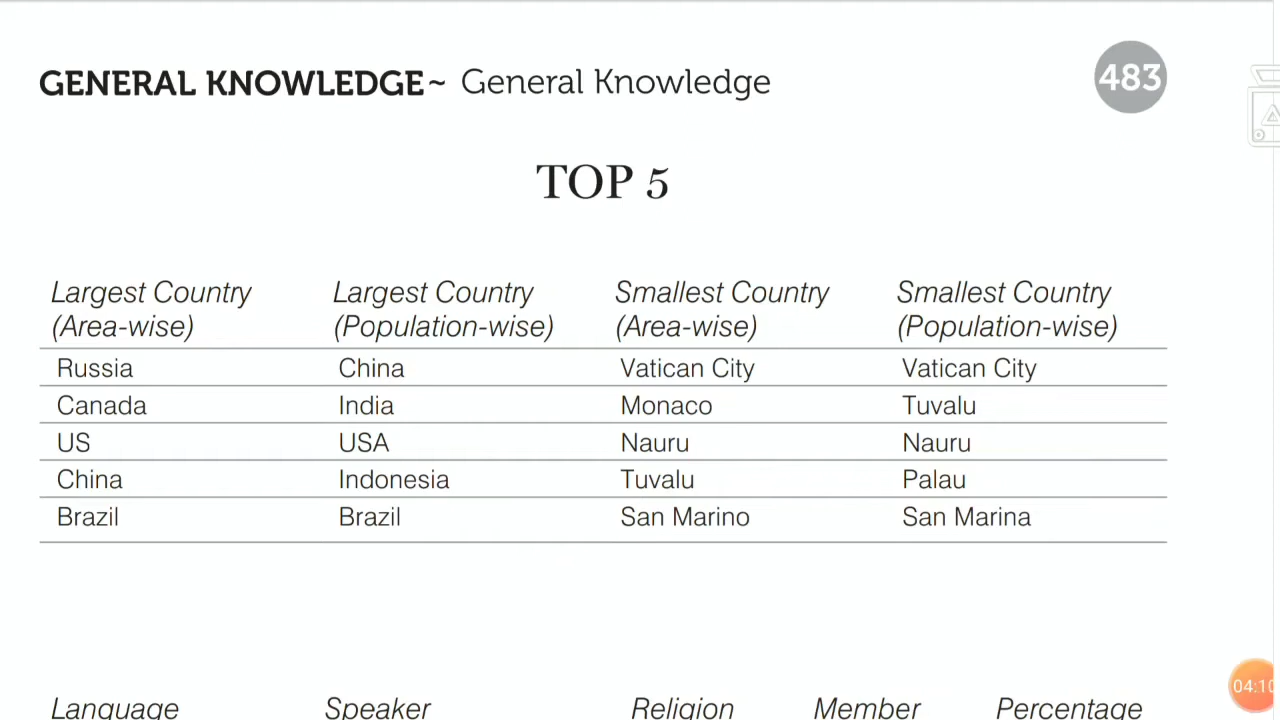 GENERAL KNOWLEDGE~ General Knowledge
483
TOP 5
Largest Country Largest Country Smallest Country Smallest Country
(Area-wise) (Population-wise) (Area-wise) (Population-wise)
Russia China Vatican City Vatican City
Canada India Monaco Tuvalu
US USA Nauru Nauru
China Indonesia Tuvalu Palau
Brazil Brazil San Marino San Marina
04:10
Language Speaker Religion Member Percentage